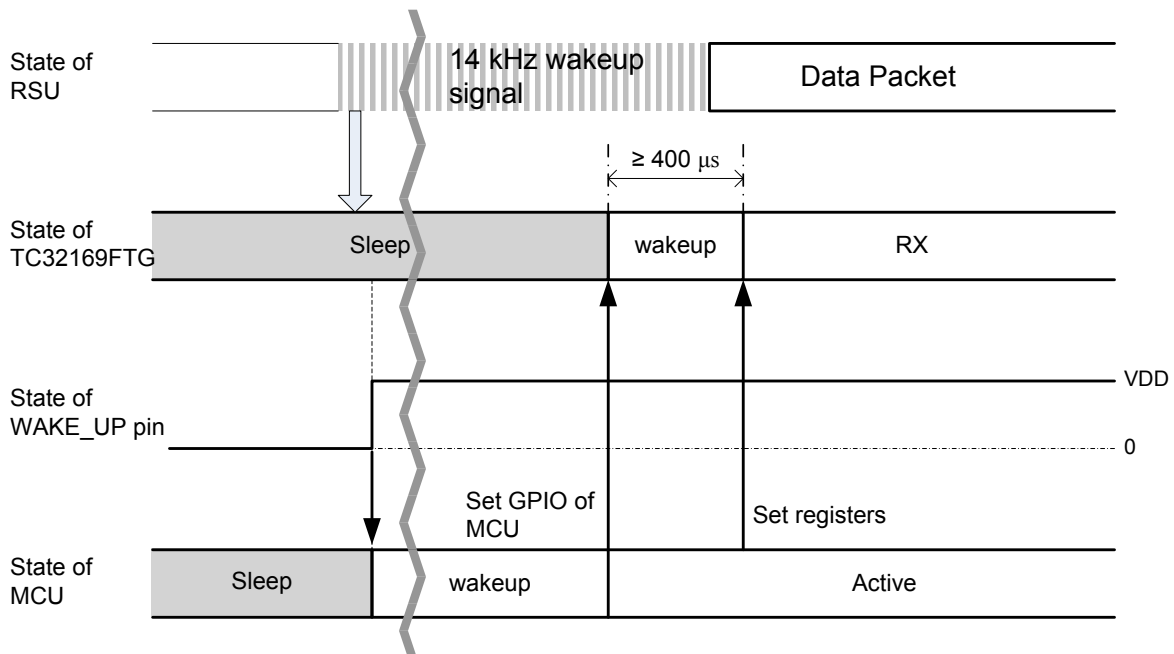 State of
RSU
14 kHz wakeup
signal
Data Packet
≥ 400 μs
State of
TC32169FTG
Sleep
wakeup
RX
State of
WAKE_UP pin
VDD
0
Set GPIO of
MCU
Set registers
State of
MCU
Sleep
wakeup
Active